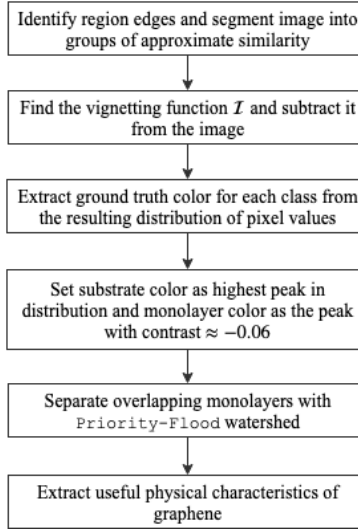 Identify region edges and segment image into
groups of approximate similarity
Find the vignetting function 𝓘 and subtract it
from the image
Extract ground truth color for each class from
the resulting distribution of pixel values
Set substrate color as highest peak in
distribution and monolayer color as the peak
with contrast ≈ −0.06
Separate overlapping monolayers with
Priority-Flood watershed
Extract useful physical characteristics of
graphene